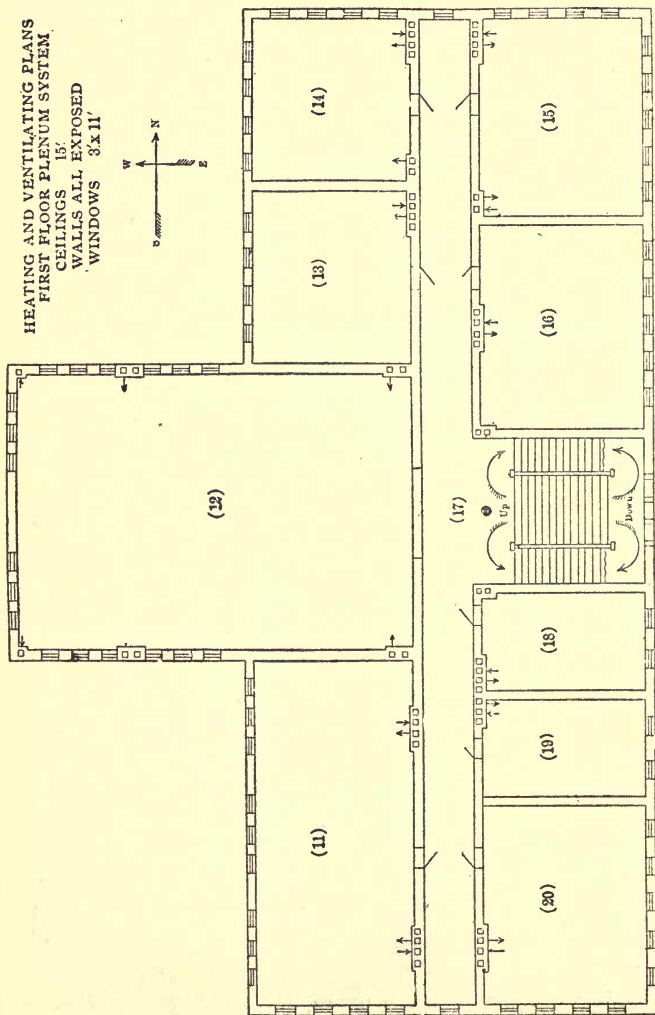 HEATING AND VENTILATING PLANS
FIRST FLOOR PLENUM SYSTEM
CEILINGS 15'
WALLS ALL EXPOSED
WINDOWS 3'x 11'
W
N
E
S
(14)
(13)
(12)
(11)
(15)
(16)
(17)
Up
Down
(18)
(19)
(20)